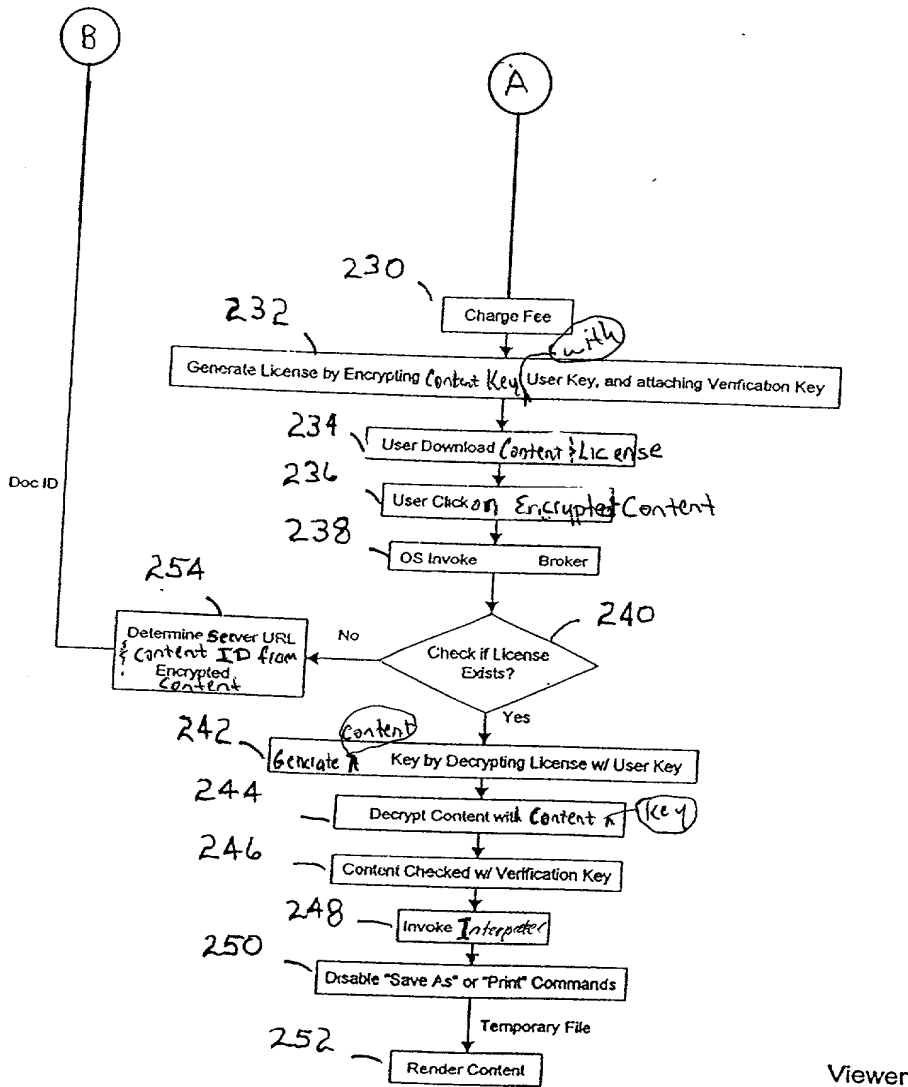 B
A
230
Charge Fee
232
with
Generate License by Encrypting Content Key User Key, and attaching Verification Key
234
User Download Content & License
Doc ID
236
User Click on Encrypted Content
238
OS Invoke Broker
254
240
Determine Server URL
& Content ID from
Encrypted
Content
No
Check if License
Exists?
Yes
242
Content
Generate Key by Decrypting License w/ User Key
244
Decrypt Content with Content Key
246
Content Checked w/ Verification Key
248
Invoke Interpreter
250
Disable "Save As" or "Print" Commands
Temporary File
252
Render Content
Viewer